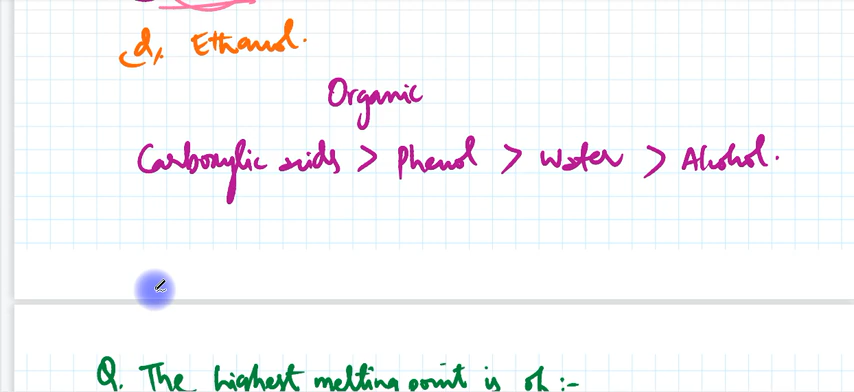 (d) Ethanol.
Organic
Carboxylic acids > Phenol > Water > Alcohol.
Q. The highest melting point is of :-